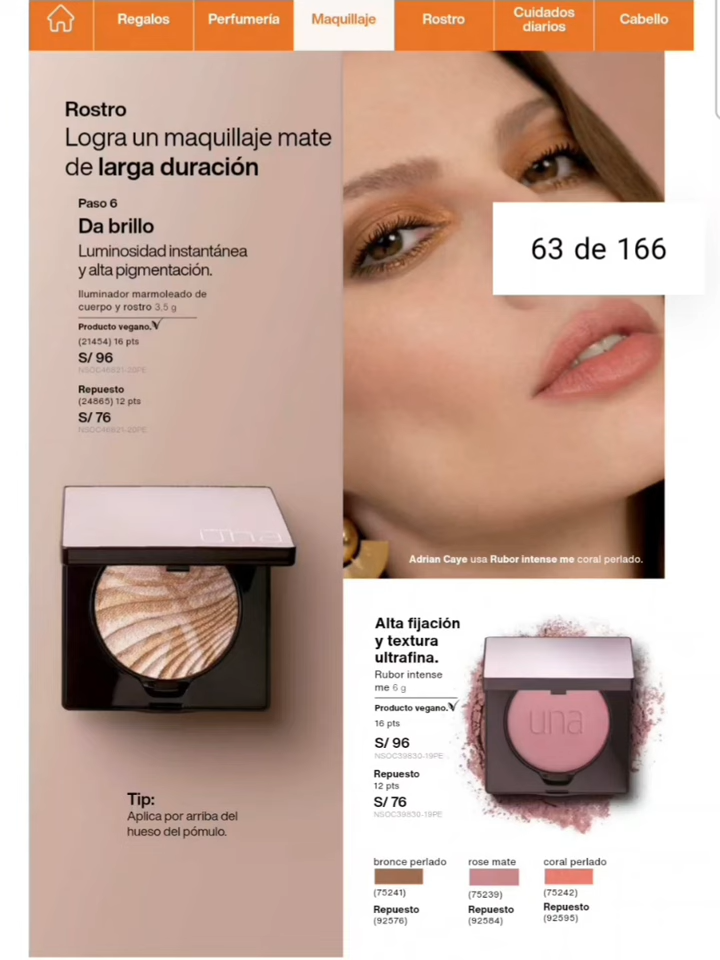 Regalos
Perfumería
Maquillaje
Rostro
Cuidados
diarios
Cabello
Rostro
Logra un maquillaje mate
de larga duración
Paso 6
Da brillo
Luminosidad instantánea
y alta pigmentación.
Iluminador marmoleado de
cuerpo y rostro 3,5 g
Producto vegano.
(21454) 16 pts
S/ 96
Repuesto
(24865) 12 pts
S/ 76
una
Tip:
Aplica por arriba del
hueso del pómulo.
63 de 166
Adrian Caye usa Rubor intense me coral perlado.
Alta fijación
y textura
ultrafina.
Rubor intense
me 6 g
Producto vegano.
16 pts
S/ 96
NSOC39830-19PE
Repuesto
12 pts
S/ 76
NSOC39830-19PE
una
bronce perlado
(75241)
Repuesto
(92576)
rose mate
(75239)
Repuesto
(92584)
coral perlado
(75242)
Repuesto
(92595)